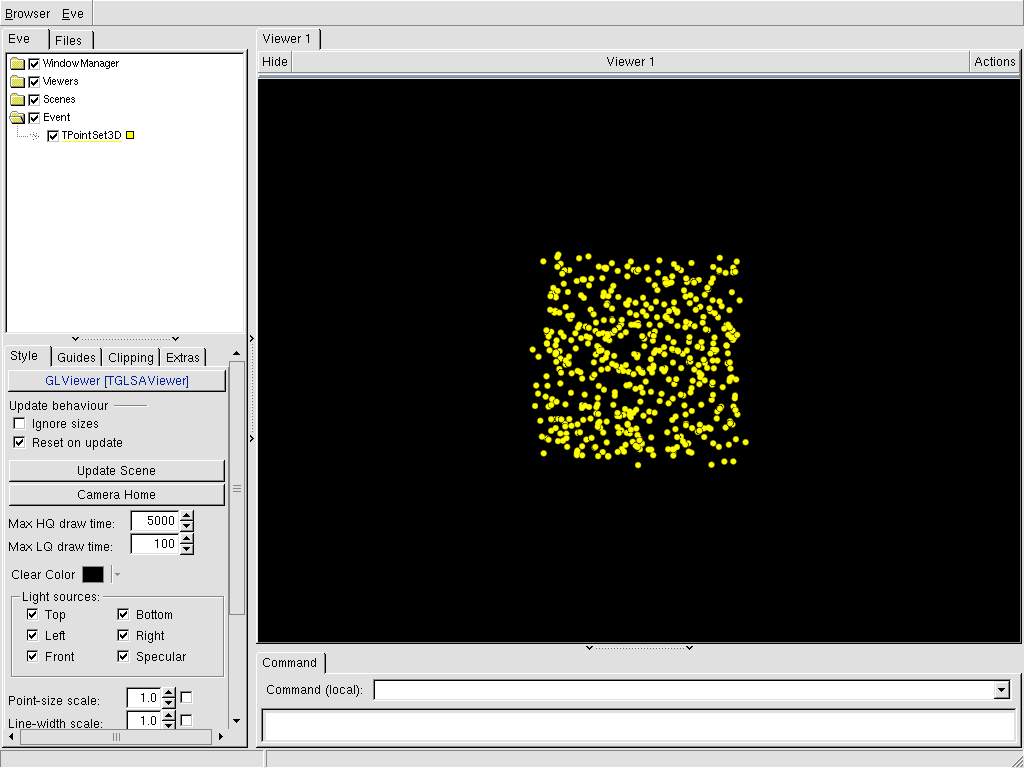 Browser Eve
Eve Files
WindowManager
Viewers
Scenes
Event
TPointSet3D
Style Guides Clipping Extras
GLViewer [TGLSAViewer]
Update behaviour
Ignore sizes
Reset on update
Update Scene
Camera Home
Max HQ draw time: 5000
Max LQ draw time: 100
Clear Color
Light sources:
Top Bottom
Left Right
Front Specular
Point-size scale: 1.0
Line-width scale: 1.0
Viewer 1
Hide Viewer 1 Actions
Command
Command (local):